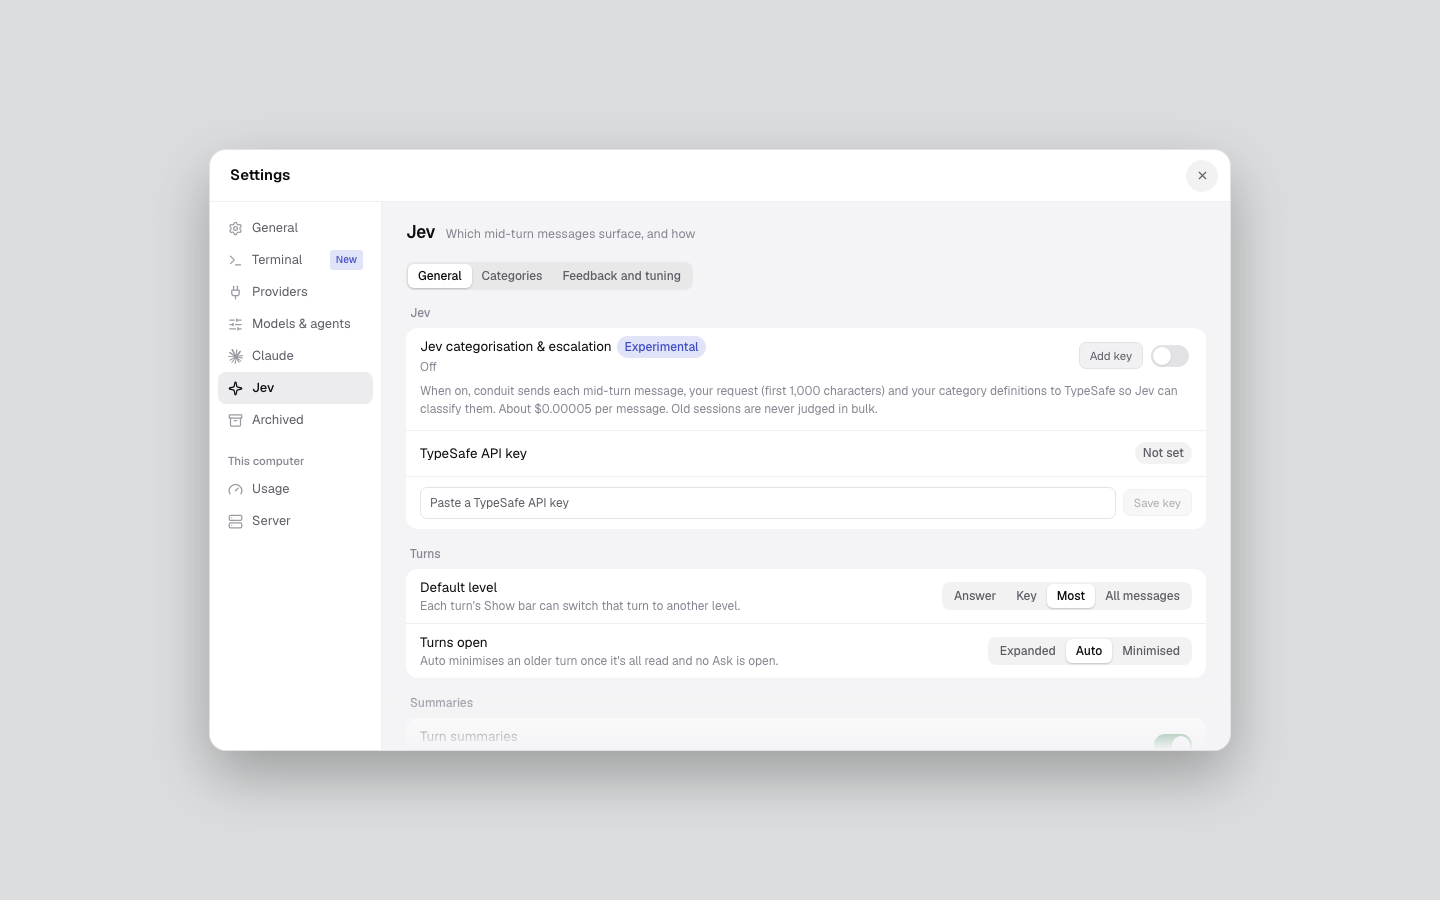 Settings
General
Terminal New
Providers
Models & agents
Claude
Jev
Archived
This computer
Usage
Server
Jev Which mid-turn messages surface, and how
General Categories Feedback and tuning
Jev
Jev categorisation & escalation Experimental
Off
Add key
When on, conduit sends each mid-turn message, your request (first 1,000 characters) and your category definitions to TypeSafe so Jev can
classify them. About $0.00005 per message. Old sessions are never judged in bulk.
TypeSafe API key Not set
Paste a TypeSafe API key Save key
Turns
Default level
Each turn's Show bar can switch that turn to another level.
Answer Key Most All messages
Turns open
Auto minimises an older turn once it's all read and no Ask is open.
Expanded Auto Minimised
Summaries
Turn summaries